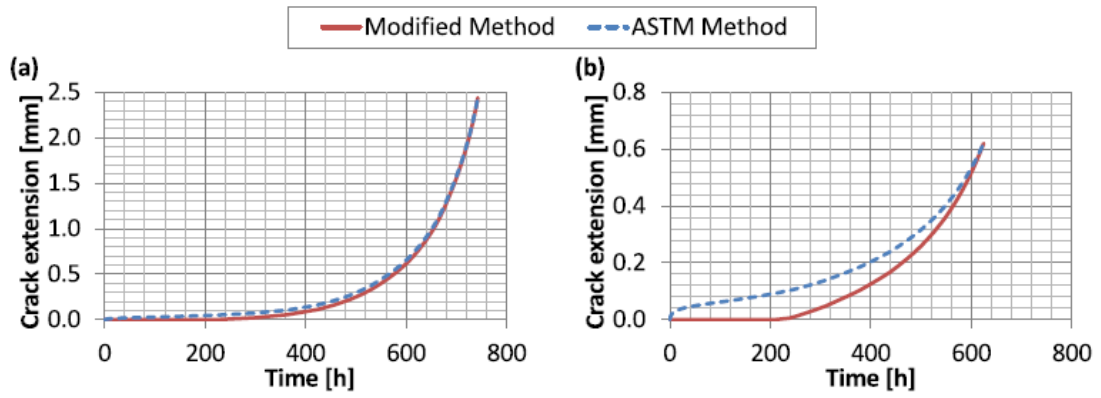 Modified Method ASTM Method
(a)
Crack extension [mm]
2.5
2.0
1.5
1.0
0.5
0.0
0 200 400 600 800
Time [h]
(b)
Crack extension [mm]
0.8
0.6
0.4
0.2
0.0
0 200 400 600 800
Time [h]